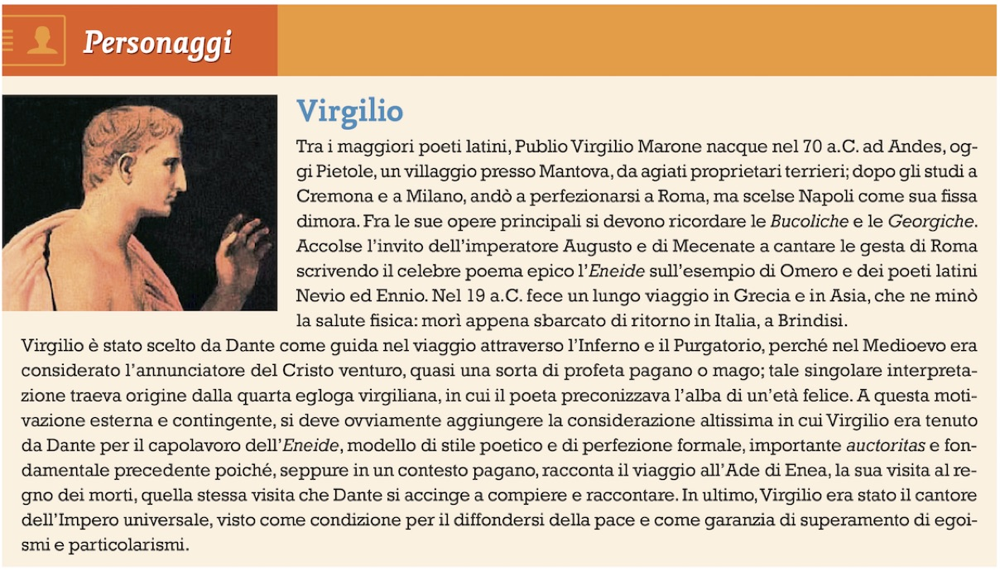 Personaggi
Virgilio
Tra i maggiori poeti latini, Publio Virgilio Marone nacque nel 70 a.C. ad Andes, og-
gi Pietole, un villaggio presso Mantova, da agiati proprietari terrieri; dopo gli studi a
Cremona e a Milano, andò a perfezionarsi a Roma, ma scelse Napoli come sua fissa
dimora. Fra le sue opere principali si devono ricordare le Bucoliche e le Georgiche.
Accolse l'invito dell'imperatore Augusto e di Mecenate a cantare le gesta di Roma
scrivendo il celebre poema epico l'Eneide sull'esempio di Omero e dei poeti latini
Nevio ed Ennio. Nel 19 a.C. fece un lungo viaggio in Grecia e in Asia, che ne minò
la salute fisica: morì appena sbarcato di ritorno in Italia, a Brindisi.
Virgilio è stato scelto da Dante come guida nel viaggio attraverso l'Inferno e il Purgatorio, perché nel Medioevo era
considerato l'annunciatore del Cristo venturo, quasi una sorta di profeta pagano o mago; tale singolare interpreta-
zione traeva origine dalla quarta egloga virgiliana, in cui il poeta preconizzava l'alba di un'età felice. A questa moti-
vazione esterna e contingente, si deve ovviamente aggiungere la considerazione altissima in cui Virgilio era tenuto
da Dante per il capolavoro dell'Eneide, modello di stile poetico e di perfezione formale, importante auctoritas e fon-
damentale precedente poiché, seppure in un contesto pagano, racconta il viaggio all'Ade di Enea, la sua visita al re-
gno dei morti, quella stessa visita che Dante si accinge a compiere e raccontare. In ultimo, Virgilio era stato il cantore
dell'Impero universale, visto come condizione per il diffondersi della pace e come garanzia di superamento di egoi-
smi e particolarismi.